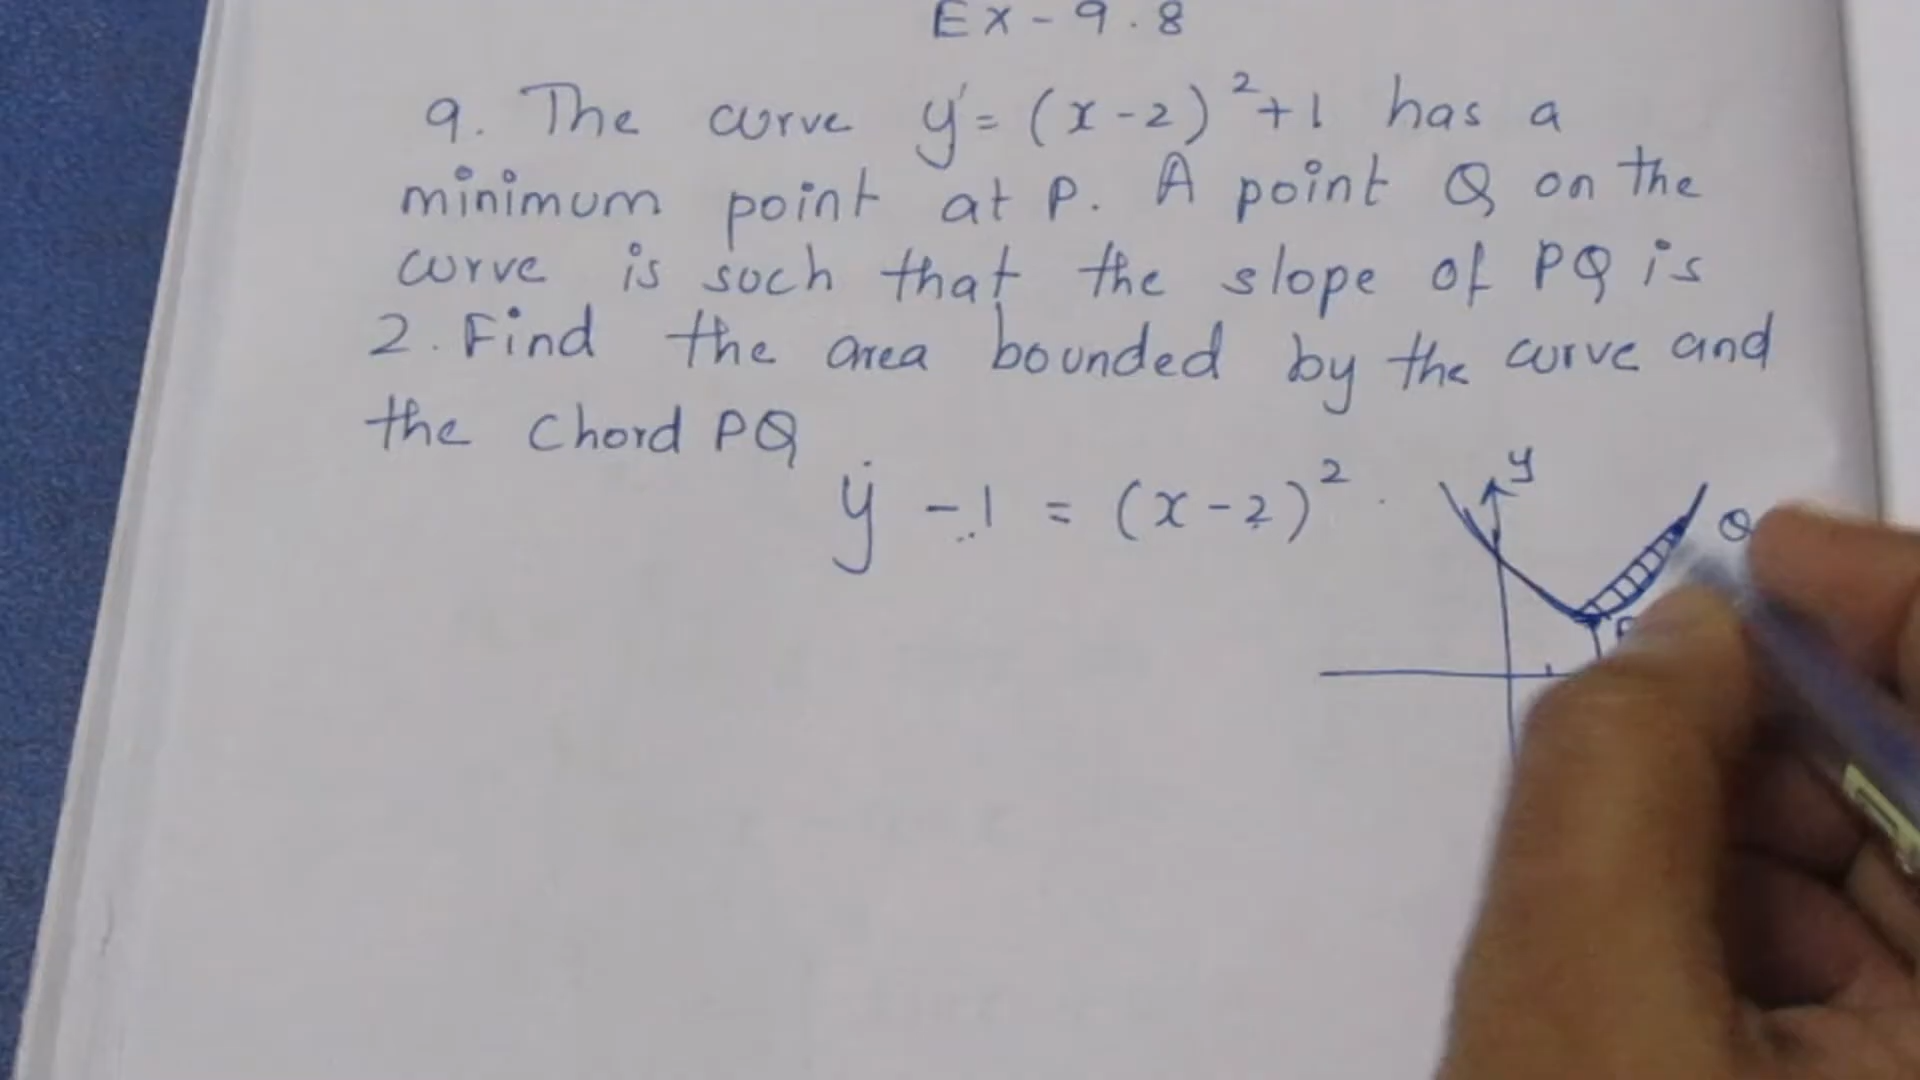 Ex - 9.8
9. The curve y = (x-2)² + 1 has a
minimum point at P. A point Q on the
curve is such that the slope of PQ is
2. Find the area bounded by the curve and
the chord PQ
y - 1 = (x-2)²
y
Q
P